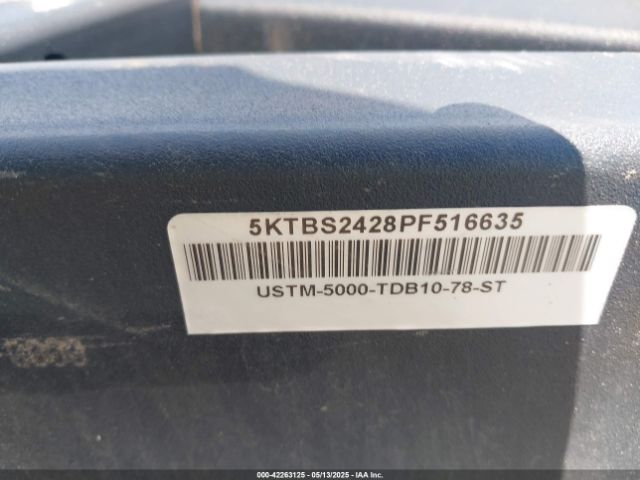 5KTBS2428PF516635
USTM-5000-TDB10-78-ST
000-42263125 - 05/13/2025 - IAA Inc.